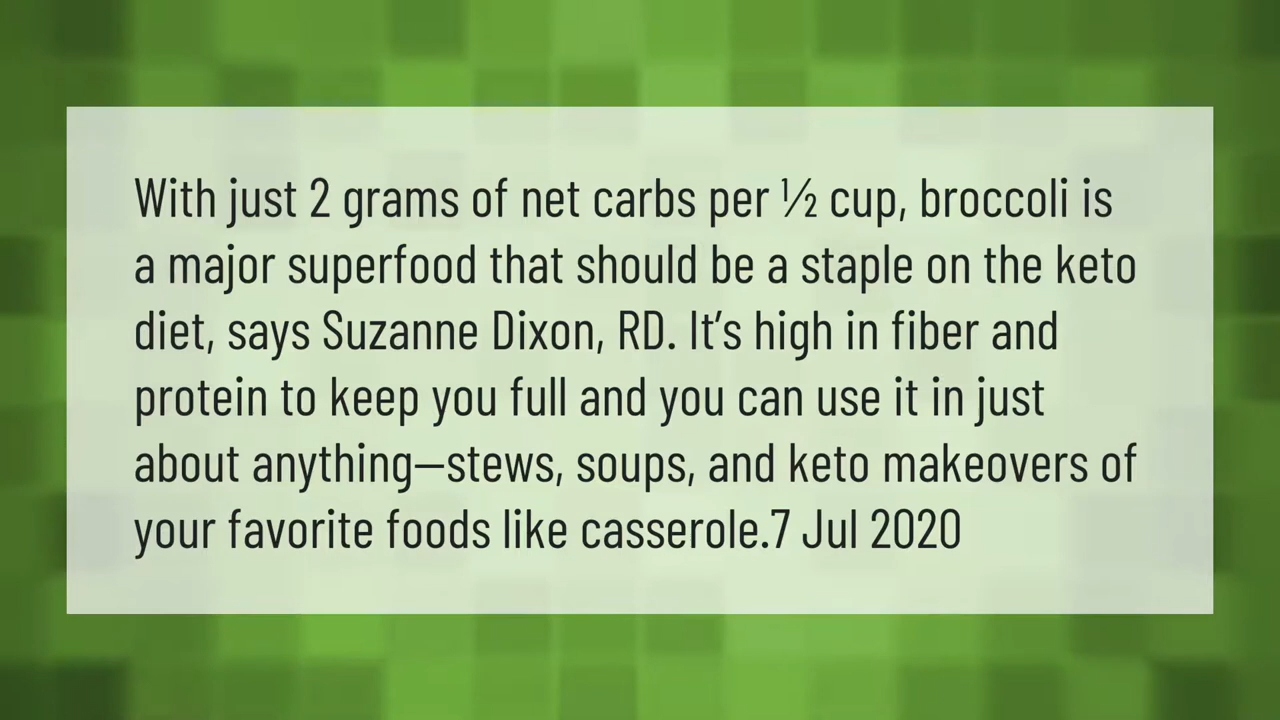 With just 2 grams of net carbs per ½ cup, broccoli is
a major superfood that should be a staple on the keto
diet, says Suzanne Dixon, RD. It’s high in fiber and
protein to keep you full and you can use it in just
about anything—stews, soups, and keto makeovers of
your favorite foods like casserole.7 Jul 2020